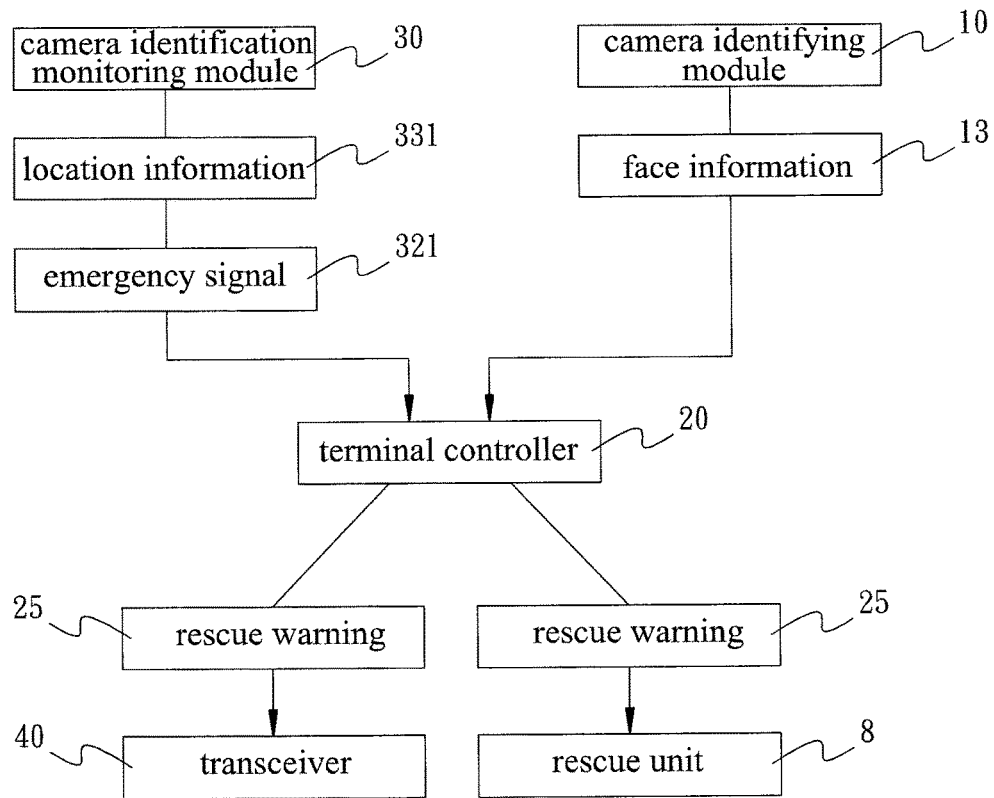 camera identification
monitoring module
30
camera identifying
module
10
location information
331
face information
13
emergency signal
321
terminal controller
20
25
rescue warning
rescue warning
25
40
transceiver
rescue unit
8